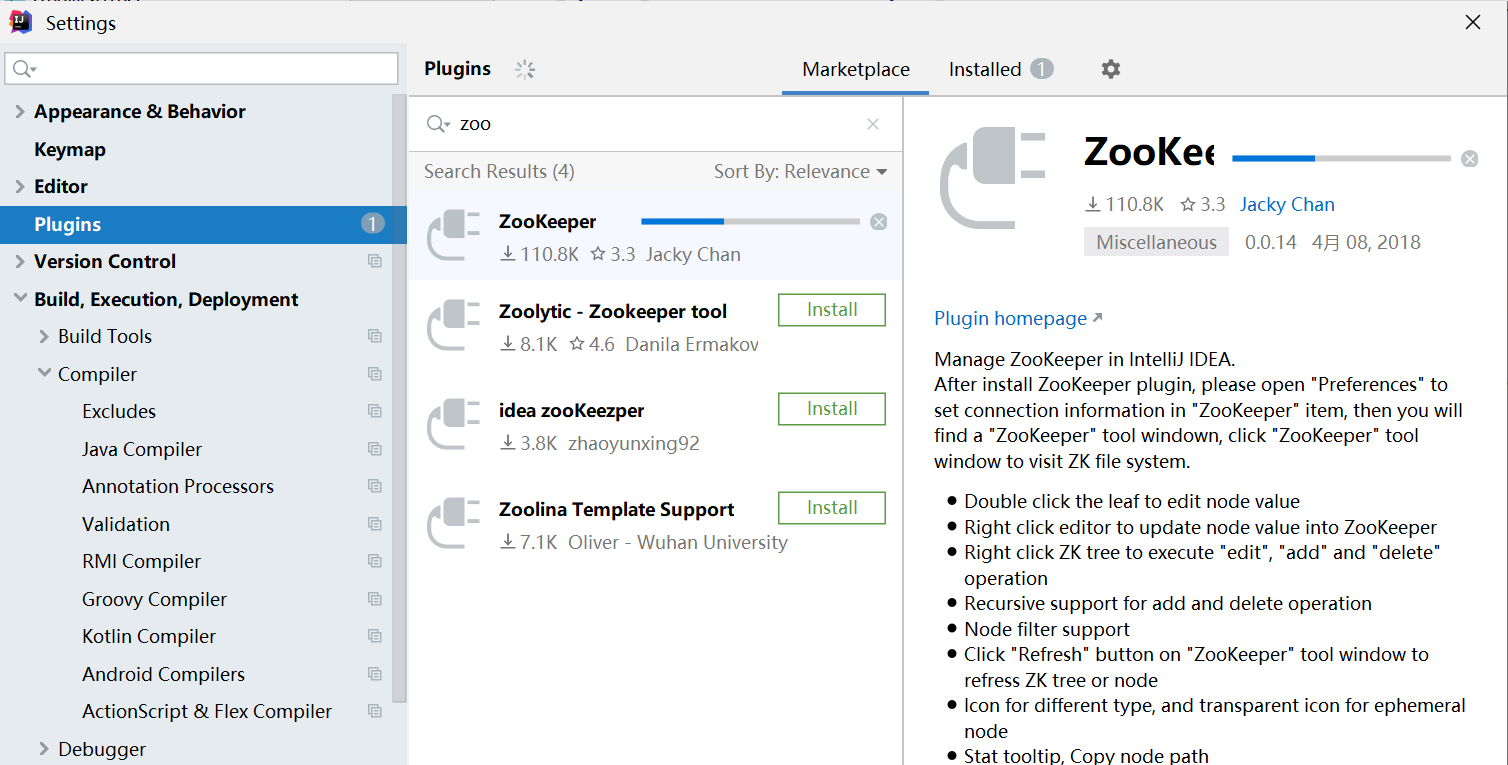 Settings
Appearance & Behavior
Keymap
Editor
Plugins 1
Version Control
Build, Execution, Deployment
Build Tools
Compiler
Excludes
Java Compiler
Annotation Processors
Validation
RMI Compiler
Groovy Compiler
Kotlin Compiler
Android Compilers
ActionScript & Flex Compiler
Debugger
Plugins
Marketplace
Installed 1
zoo
Search Results (4) Sort By: Relevance
ZooKeeper
110.8K 3.3 Jacky Chan
Zoolytic - Zookeeper tool Install
8.1K 4.6 Danila Ermakov
idea zooKeezper Install
3.8K zhaoyunxing92
Zoolina Template Support Install
7.1K Oliver - Wuhan University
ZooKee
110.8K 3.3 Jacky Chan
Miscellaneous 0.0.14 4月 08, 2018
Plugin homepage
Manage ZooKeeper in IntelliJ IDEA.
After install ZooKeeper plugin, please open "Preferences" to
set connection information in "ZooKeeper" item, then you will
find a "ZooKeeper" tool windown, click "ZooKeeper" tool
window to visit ZK file system.
● Double click the leaf to edit node value
● Right click editor to update node value into ZooKeeper
● Right click ZK tree to execute "edit", "add" and "delete"
operation
● Recursive support for add and delete operation
● Node filter support
● Click "Refresh" button on "ZooKeeper" tool window to
refress ZK tree or node
● Icon for different type, and transparent icon for ephemeral
node
● Stat tooltip, Copy node path